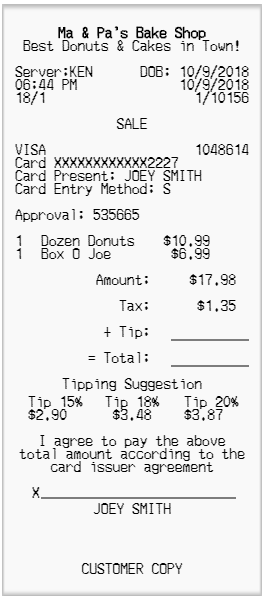 Ma & Pa's Bake Shop
Best Donuts & Cakes in Town!
Server:KEN DOB: 10/9/2018
06:44 PM 10/9/2018
18/1 1/10156
SALE
VISA 1048614
Card XXXXXXXXXXXX2227
Card Present: JOEY SMITH
Card Entry Method: S
Approval: 535665
1 Dozen Donuts $10.99
1 Box O Joe $6.99
Amount: $17.98
Tax: $1.35
+ Tip:
= Total:
Tipping Suggestion
Tip 15% Tip 18% Tip 20%
$2.90 $3.48 $3.87
I agree to pay the above
total amount according to the
card issuer agreement
X
JOEY SMITH
CUSTOMER COPY